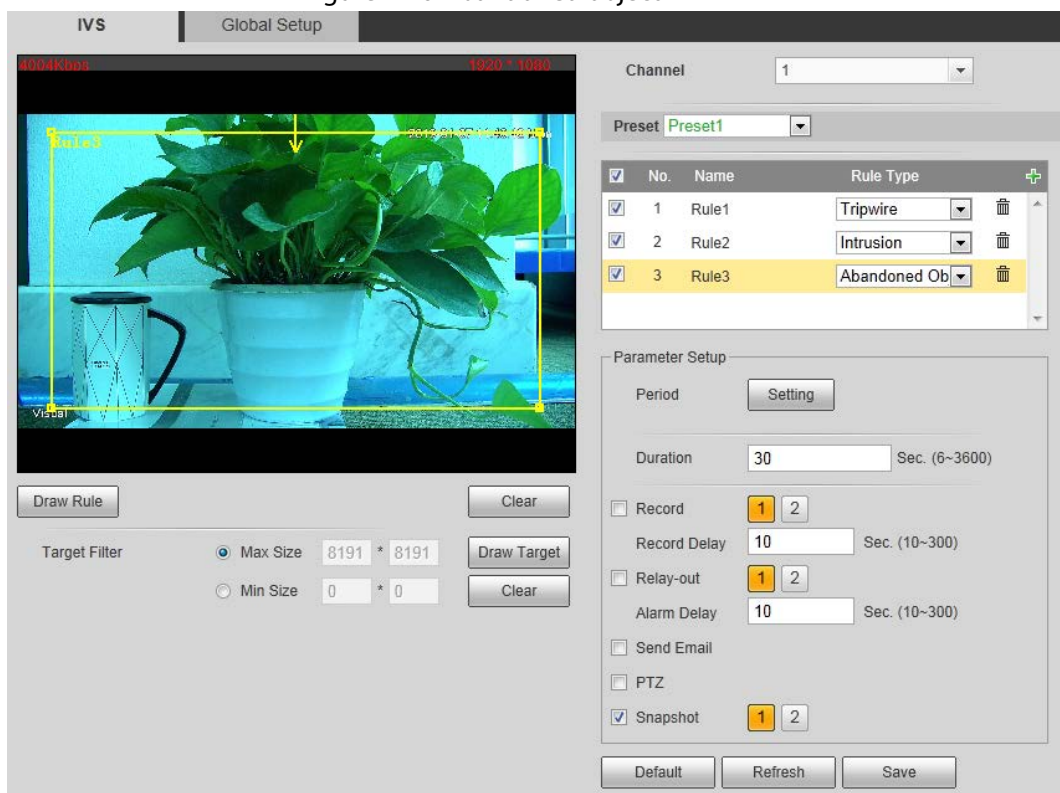 IVS
Global Setup
4004Kbps
1920 * 1080
Rule3
Visual
Draw Rule
Clear
Target Filter
Max Size
8191 * 8191
Draw Target
Min Size
0 * 0
Clear
Channel
1
Preset
Preset1
No. Name Rule Type
1 Rule1 Tripwire
2 Rule2 Intrusion
3 Rule3 Abandoned Ob
Parameter Setup
Period
Setting
Duration
30
Sec. (6~3600)
Record
1 2
Record Delay
10
Sec. (10~300)
Relay-out
1 2
Alarm Delay
10
Sec. (10~300)
Send Email
PTZ
Snapshot
1 2
Default
Refresh
Save